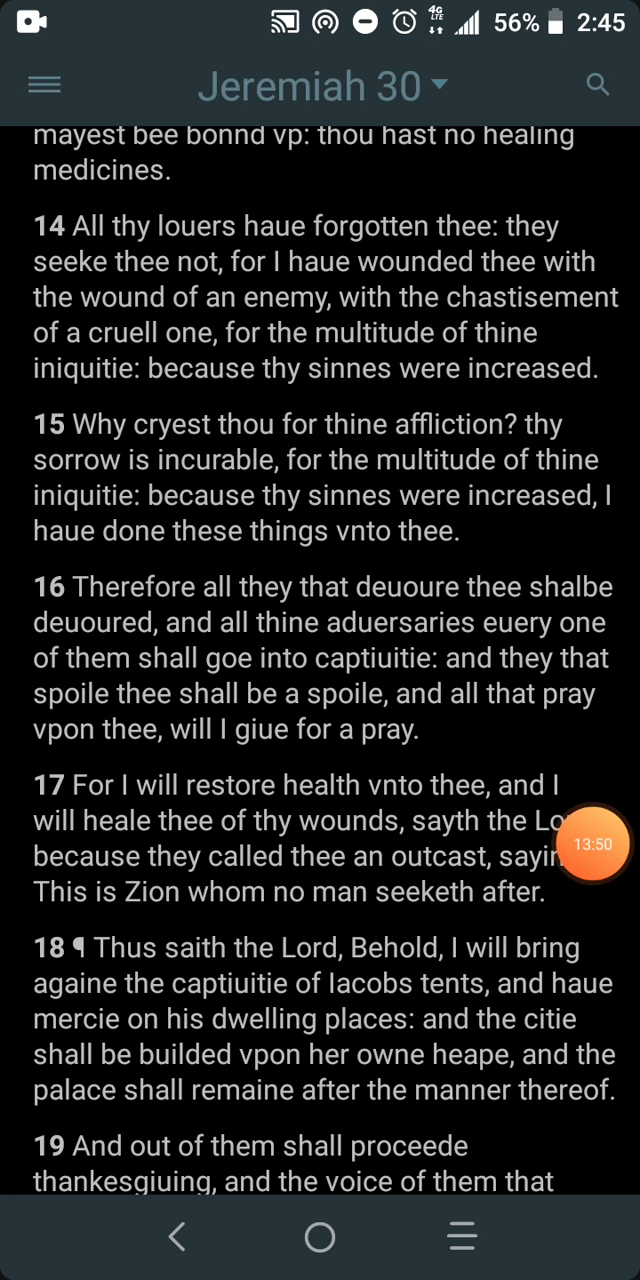 4G
LTE
56%
2:45
Jeremiah 30
mayest bee bonnd vp: thou hast no healing
medicines.
14 All thy louers haue forgotten thee: they
seeke thee not, for I haue wounded thee with
the wound of an enemy, with the chastisement
of a cruell one, for the multitude of thine
iniquitie: because thy sinnes were increased.
15 Why cryest thou for thine affliction? thy
sorrow is incurable, for the multitude of thine
iniquitie: because thy sinnes were increased, I
haue done these things vnto thee.
16 Therefore all they that deuoure thee shalbe
deuoured, and all thine aduersaries euery one
of them shall goe into captiuitie: and they that
spoile thee shall be a spoile, and all that pray
vpon thee, will I giue for a pray.
17 For I will restore health vnto thee, and I
will heale thee of thy wounds, sayth the
because they called thee an outcast,
13:50
This is Zion whom no man seeketh after.
18 ¶ Thus saith the Lord, Behold, I will bring
againe the captiuitie of Iacobs tents, and haue
mercie on his dwelling places: and the citie
shall be builded vpon her owne heape, and the
palace shall remaine after the manner thereof.
19 And out of them shall proceede
thankesgiuing, and the voice of them that